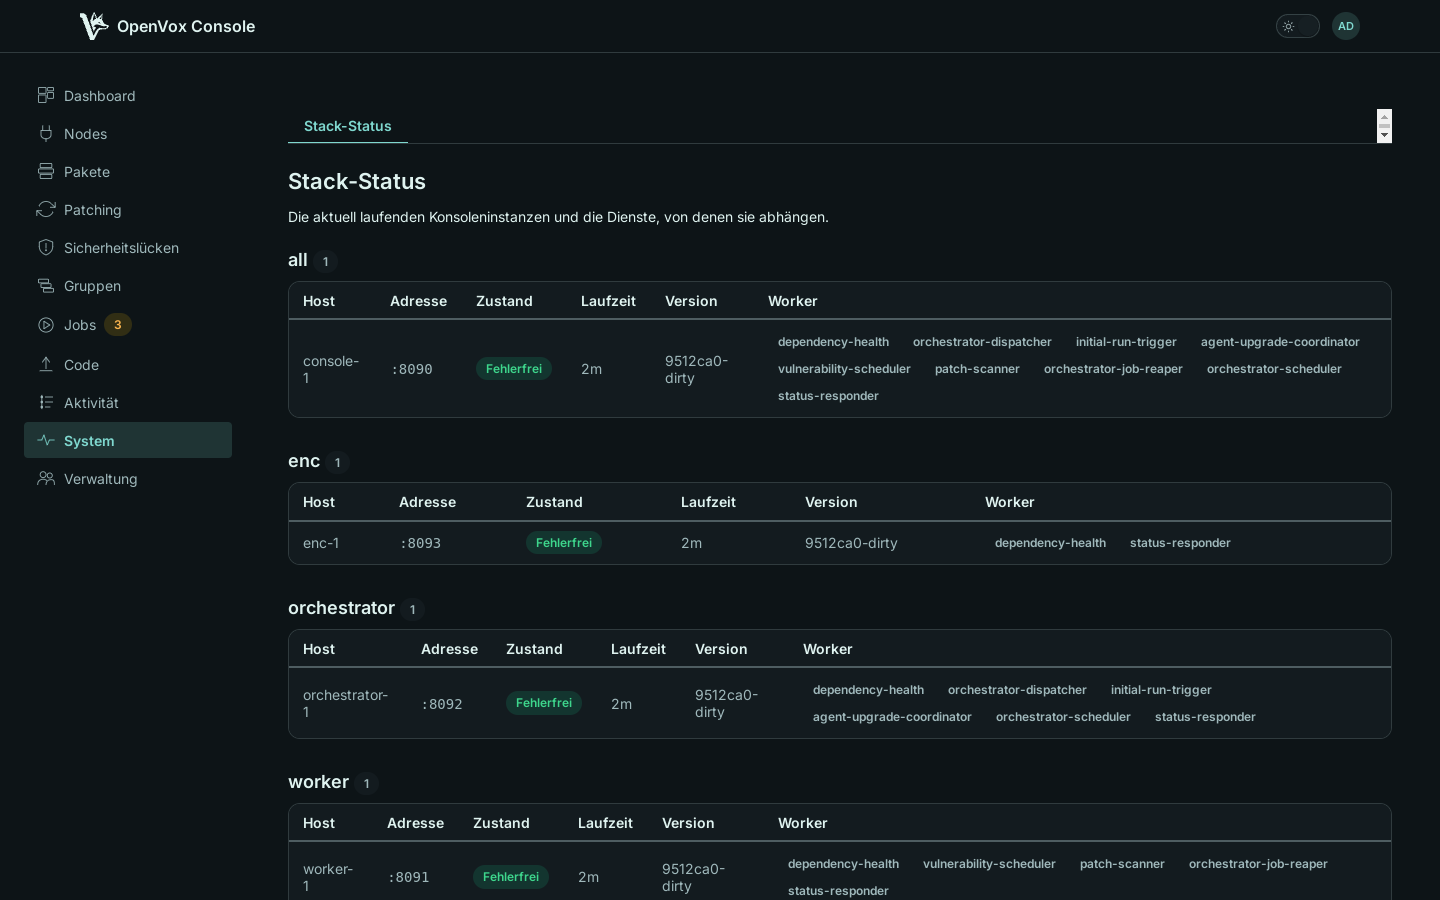 OpenVox Console
AD
Dashboard
Nodes
Pakete
Patching
Sicherheitslücken
Gruppen
Jobs 3
Code
Aktivität
System
Verwaltung
Stack-Status
Stack-Status
Die aktuell laufenden Konsoleninstanzen und die Dienste, von denen sie abhängen.
all 1
Host Adresse Zustand Laufzeit Version Worker
console-1 :8090 Fehlerfrei 2m 9512ca0-dirty dependency-health orchestrator-dispatcher initial-run-trigger agent-upgrade-coordinator
vulnerability-scheduler patch-scanner orchestrator-job-reaper orchestrator-scheduler
status-responder
enc 1
Host Adresse Zustand Laufzeit Version Worker
enc-1 :8093 Fehlerfrei 2m 9512ca0-dirty dependency-health status-responder
orchestrator 1
Host Adresse Zustand Laufzeit Version Worker
orchestrator-1 :8092 Fehlerfrei 2m 9512ca0-dirty dependency-health orchestrator-dispatcher initial-run-trigger
agent-upgrade-coordinator orchestrator-scheduler status-responder
worker 1
Host Adresse Zustand Laufzeit Version Worker
worker-1 :8091 Fehlerfrei 2m 9512ca0-dirty dependency-health vulnerability-scheduler patch-scanner orchestrator-job-reaper
status-responder